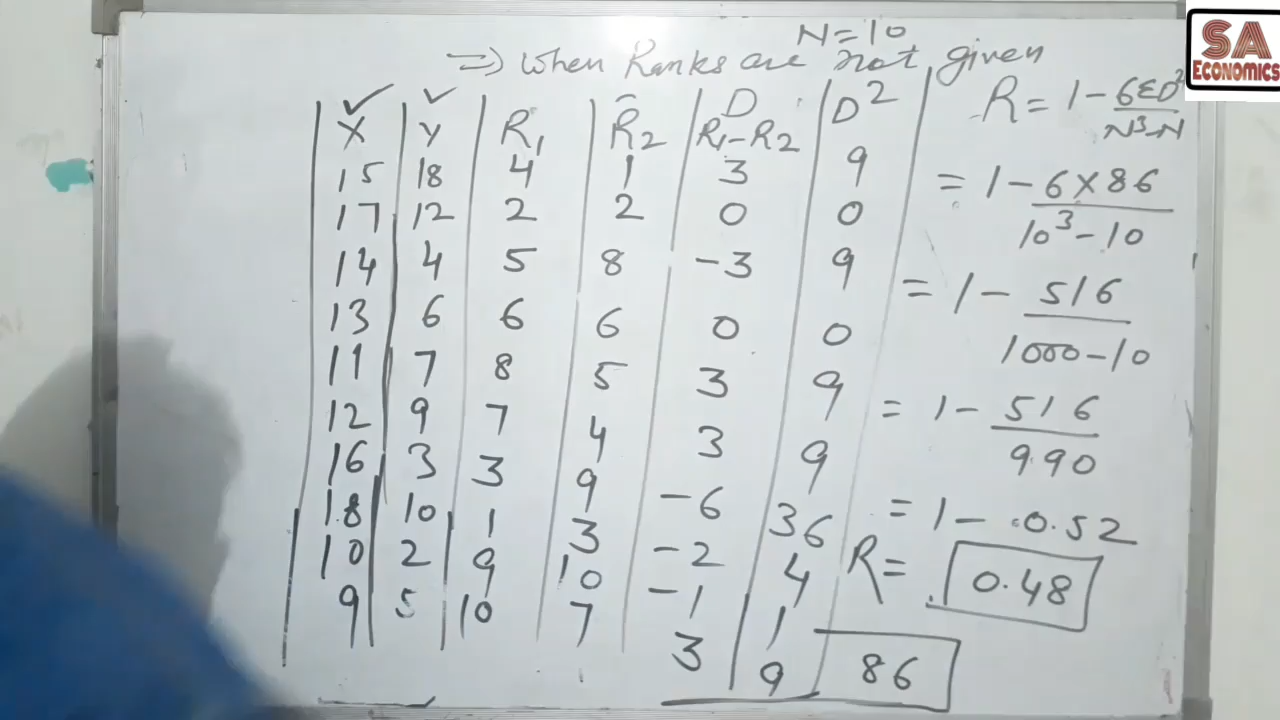 SA
ECONOMICS
N=10
=> When Ranks are not given
X Y R₁ R₂ D R₁-R₂ D²
15 18 4 1 3 9
17 12 2 2 0 0
14 4 5 8 -3 9
13 6 6 6 0 0
11 7 8 5 3 9
12 9 7 4 3 9
16 3 3 9 -6 36
18 10 1 3 -2 4
10 2 9 10 -1 1
9 5 10 7 3 9
86
R = 1 - 6ΣD² / N³-N
= 1 - 6×86 / 10³-10
= 1 - 516 / 1000-10
= 1 - 516 / 990
= 1 - 0.52
R = 0.48